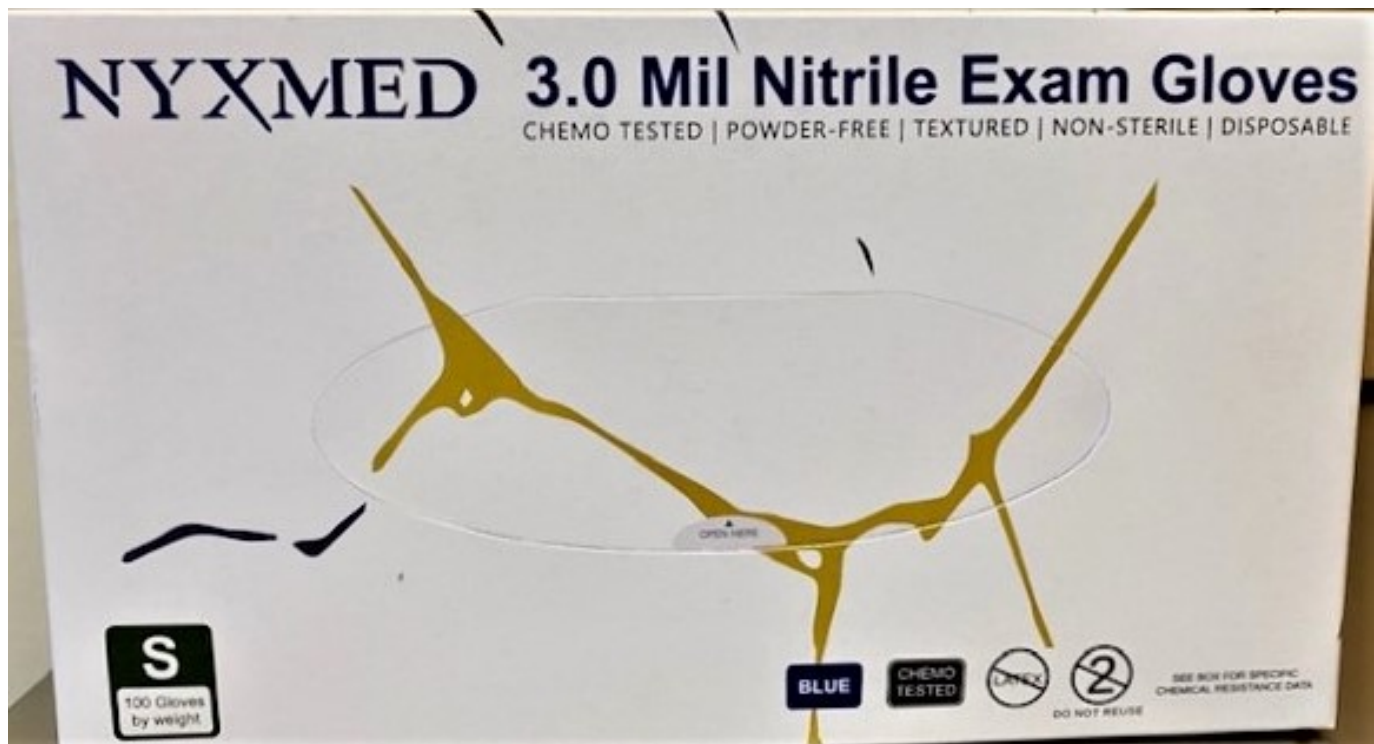 NYXMED
3.0 Mil Nitrile Exam Gloves
CHEMO TESTED | POWDER-FREE | TEXTURED | NON-STERILE | DISPOSABLE
OPEN HERE
S
100 Gloves
by weight
BLUE
CHEMO
TESTED
LATEX
2
DO NOT REUSE
SEE BOX FOR SPECIFIC
CHEMICAL RESISTANCE DATA